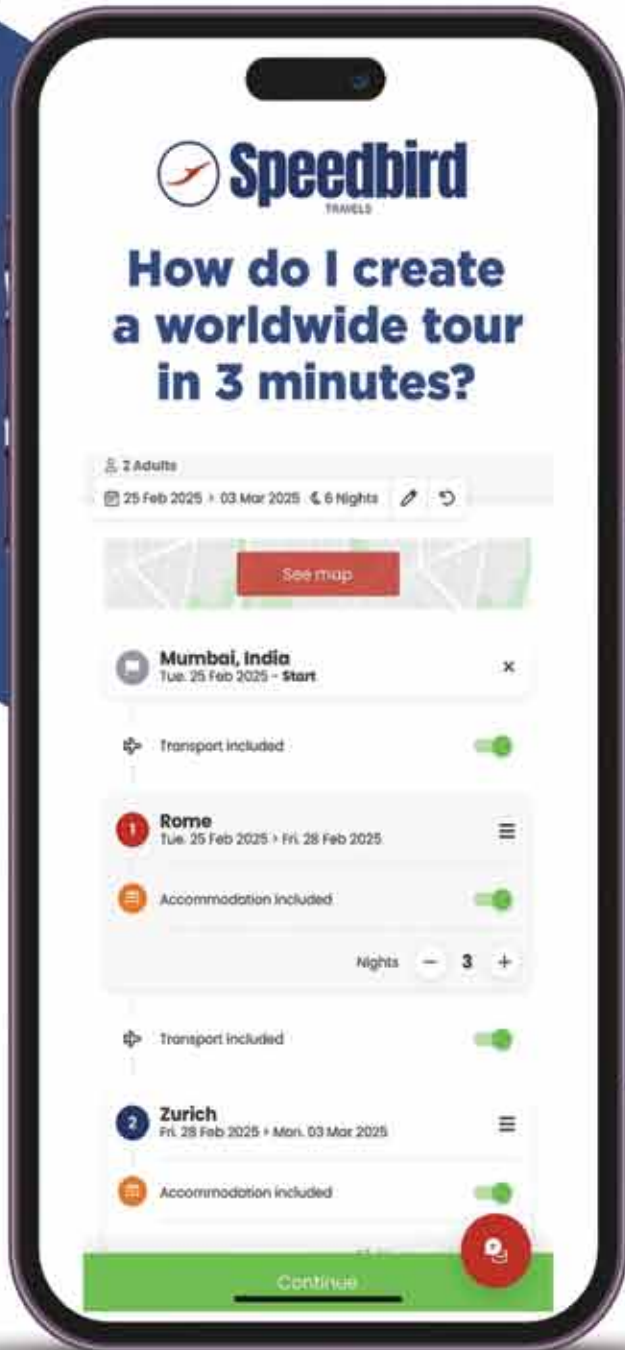 Speedbird
TRAVELS
How do I create
a worldwide tour
in 3 minutes?
2 Adults
25 Feb 2025 > 03 Mar 2025 6 Nights
See map
Mumbai, India
Tue. 25 Feb 2025 - Start
Transport included
1 Rome
Tue. 25 Feb 2025 > Fri. 28 Feb 2025
Accommodation included
Nights − 3 +
Transport included
2 Zurich
Fri. 28 Feb 2025 > Mon. 03 Mar 2025
Accommodation included
Continue